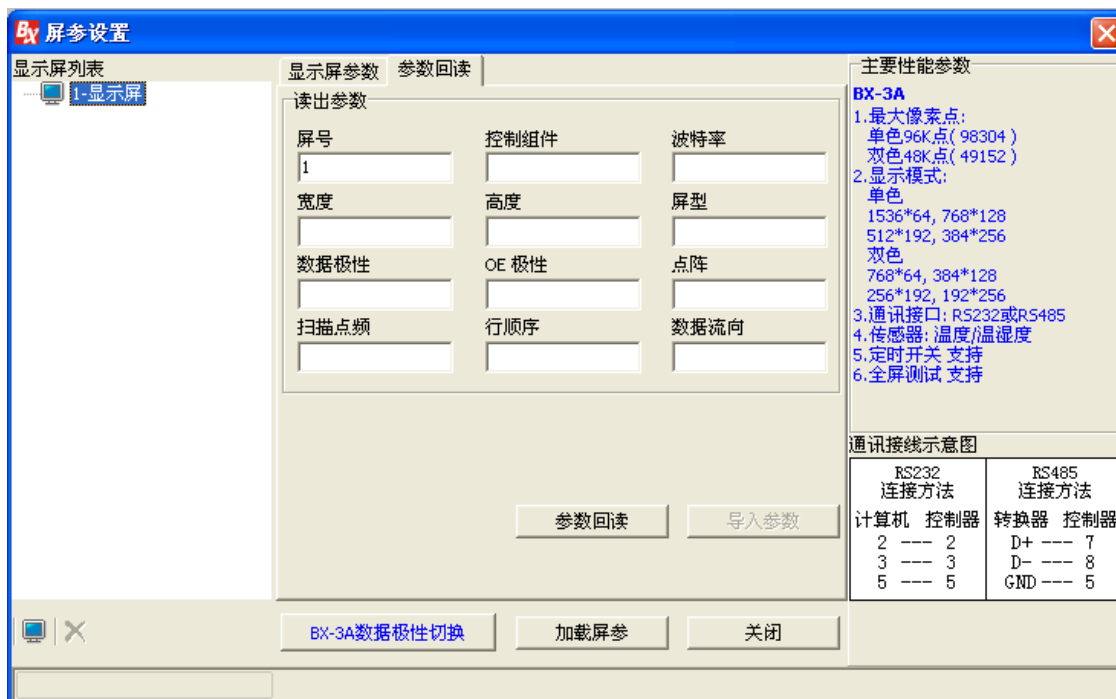 BX 屏参设置
显示屏列表
1-显示屏
显示屏参数 参数回读
读出参数
屏号 控制组件 波特率
1
宽度 高度 屏型
数据极性 OE 极性 点阵
扫描点频 行顺序 数据流向
参数回读 导入参数
BX-3A数据极性切换 加载屏参 关闭
主要性能参数
BX-3A
1.最大像素点:
单色96K点( 98304 )
双色48K点( 49152 )
2.显示模式:
单色
1536*64, 768*128
512*192, 384*256
双色
768*64, 384*128
256*192, 192*256
3.通讯接口: RS232或RS485
4.传感器: 温度/温湿度
5.定时开关 支持
6.全屏测试 支持
通讯接线示意图
RS232
连接方法
计算机 控制器
2 --- 2
3 --- 3
5 --- 5
RS485
连接方法
转换器 控制器
D+ --- 7
D- --- 8
GND --- 5